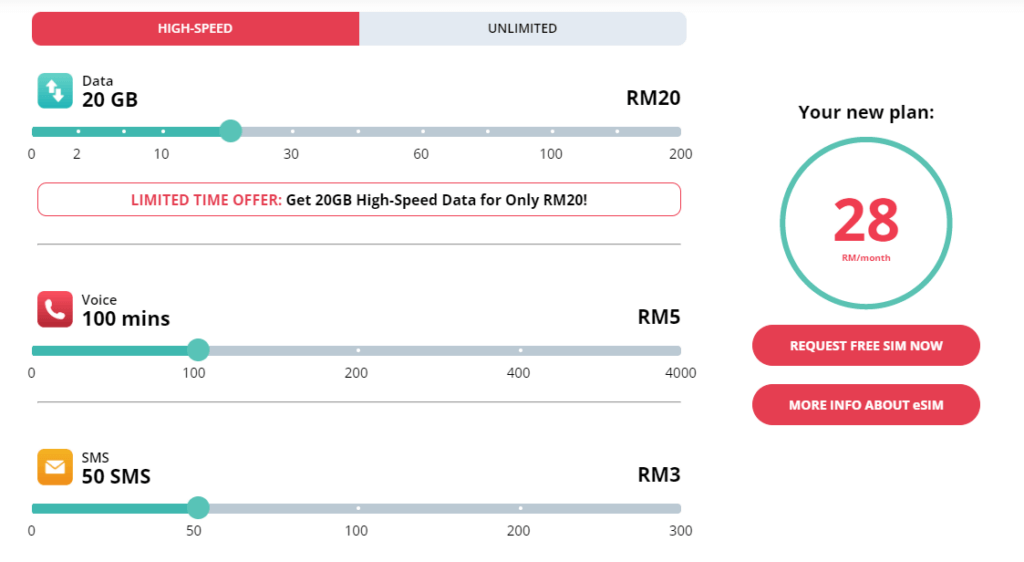 HIGH-SPEED
UNLIMITED
Data
20 GB
RM20
0 2 10 30 60 100 200
LIMITED TIME OFFER: Get 20GB High-Speed Data for Only RM20!
Voice
100 mins
RM5
0 100 200 400 4000
SMS
50 SMS
RM3
0 50 100 200 300
Your new plan:
28
RM/month
REQUEST FREE SIM NOW
MORE INFO ABOUT eSIM